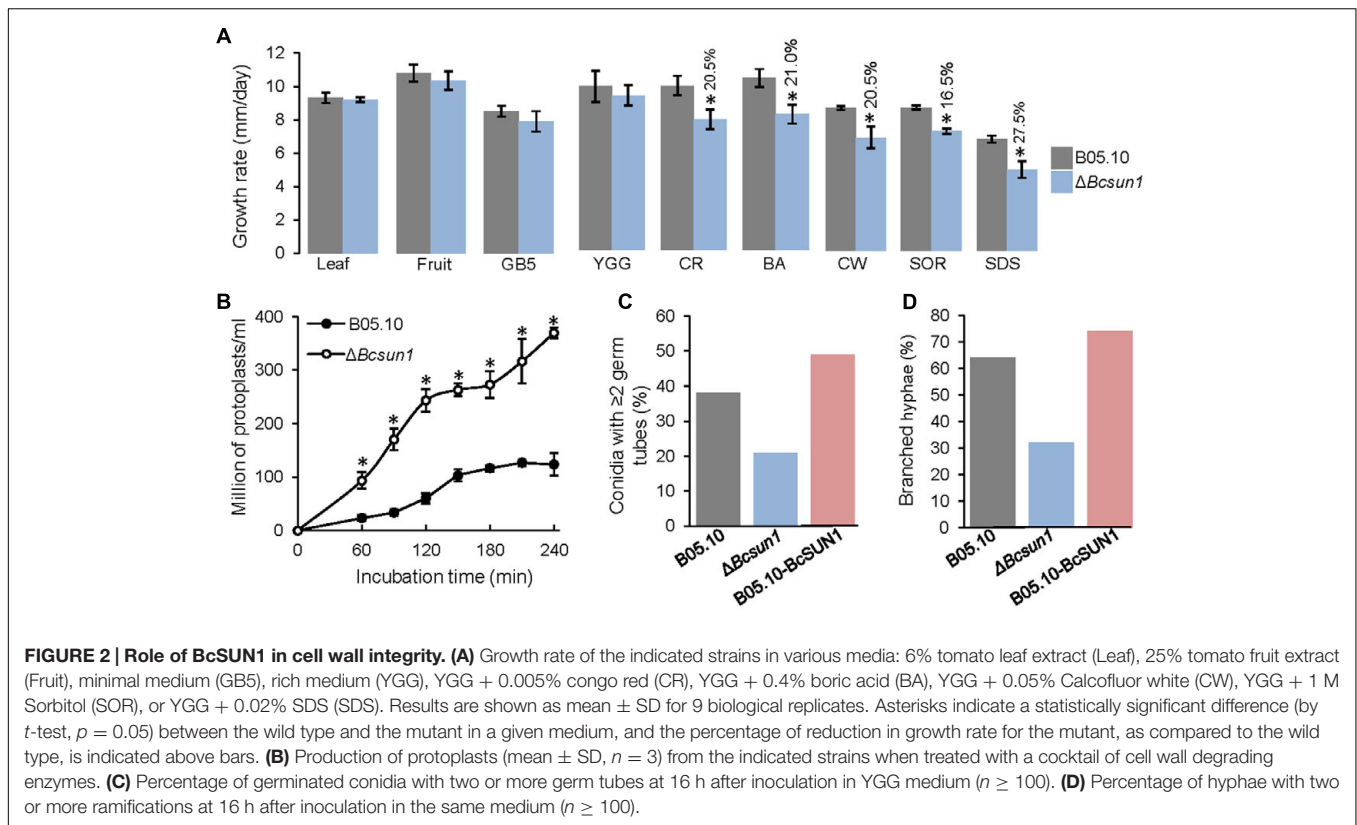 A
Growth rate (mm/day)
12
10
8
6
4
2
0
* 20.5%
* 21.0%
* 20.5%
* 16.5%
* 27.5%
B05.10
ΔBcsun1
Leaf
Fruit
GB5
YGG
CR
BA
CW
SOR
SDS
B
Million of protoplasts/ml
400
300
200
100
0
B05.10
ΔBcsun1
* * * * * * *
0
60
120
180
240
Incubation time (min)
C
Conidia with ≥2 germ
tubes (%)
60
50
40
30
20
10
0
B05.10
ΔBcsun1
B05.10-BcSUN1
D
Branched hyphae (%)
80
70
60
50
40
30
20
10
0
B05.10
ΔBcsun1
B05.10-BcSUN1
FIGURE 2 | Role of BcSUN1 in cell wall integrity. (A) Growth rate of the indicated strains in various media: 6% tomato leaf extract (Leaf), 25% tomato fruit extract
(Fruit), minimal medium (GB5), rich medium (YGG), YGG + 0.005% congo red (CR), YGG + 0.4% boric acid (BA), YGG + 0.05% Calcofluor white (CW), YGG + 1 M
Sorbitol (SOR), or YGG + 0.02% SDS (SDS). Results are shown as mean ± SD for 9 biological replicates. Asterisks indicate a statistically significant difference (by
t-test, p = 0.05) between the wild type and the mutant in a given medium, and the percentage of reduction in growth rate for the mutant, as compared to the wild
type, is indicated above bars. (B) Production of protoplasts (mean ± SD, n = 3) from the indicated strains when treated with a cocktail of cell wall degrading
enzymes. (C) Percentage of germinated conidia with two or more germ tubes at 16 h after inoculation in YGG medium (n ≥ 100). (D) Percentage of hyphae with two
or more ramifications at 16 h after inoculation in the same medium (n ≥ 100).